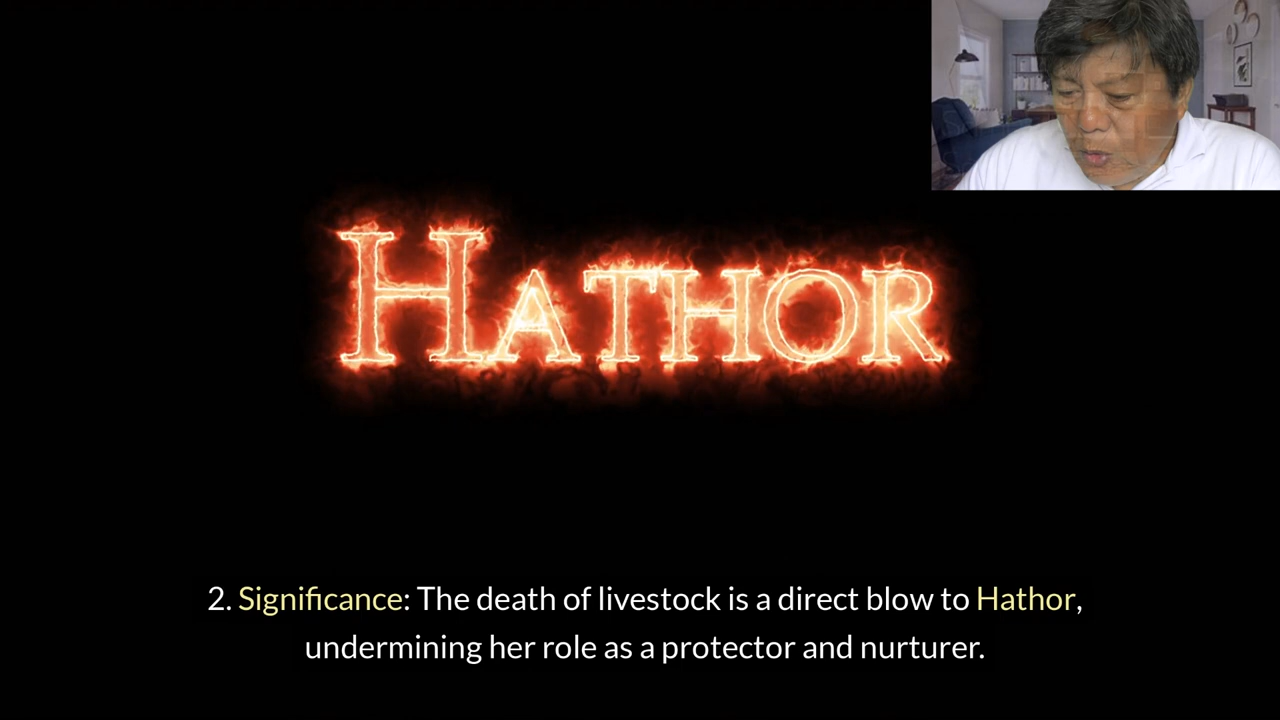 HATHOR
2. Significance: The death of livestock is a direct blow to Hathor,
undermining her role as a protector and nurturer.